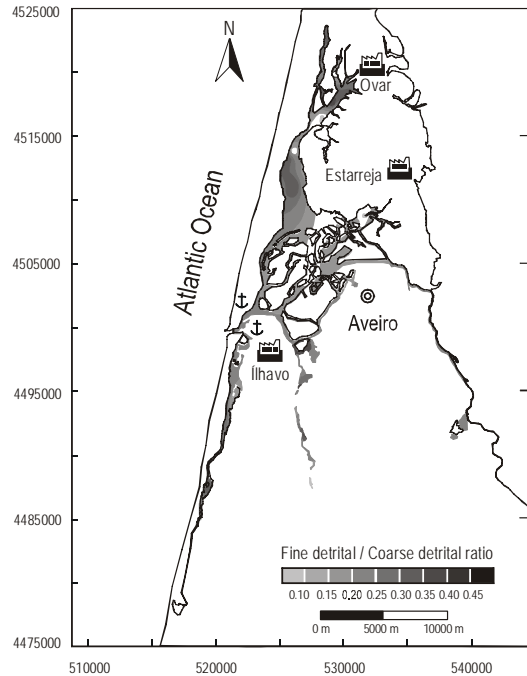 4525000
N
Ovar
4515000
Estarreja
Atlantic Ocean
4505000
Aveiro
Ílhavo
4495000
4485000
Fine detrital / Coarse detrital ratio
0.10 0.15 0.20 0.25 0.30 0.35 0.40 0.45
0 m 5000 m 10000 m
4475000
510000 520000 530000 540000